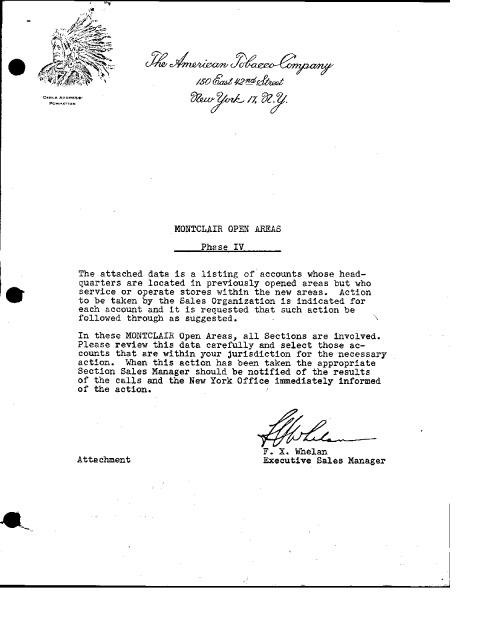 The American Tobacco Company
150 East 42nd Street
New York 17, N.Y.
CABLE ADDRESS
POWHATTAN
MONTCLAIR OPEN AREAS
Phase IV
The attached data is a listing of accounts whose head-
quarters are located in previously opened areas but who
service or operate stores within the new areas. Action
to be taken by the Sales Organization is indicated for
each account and it is requested that such action be
followed through as suggested.
In these MONTCLAIR Open Areas, all Sections are involved.
Please review this data carefully and select those ac-
counts that are within your jurisdiction for the necessary
action. When this action has been taken the appropriate
Section Sales Manager should be notified of the results
of the calls and the New York Office immediately informed
of the action.
F X Whelan
F. X. Whelan
Attachment Executive Sales Manager